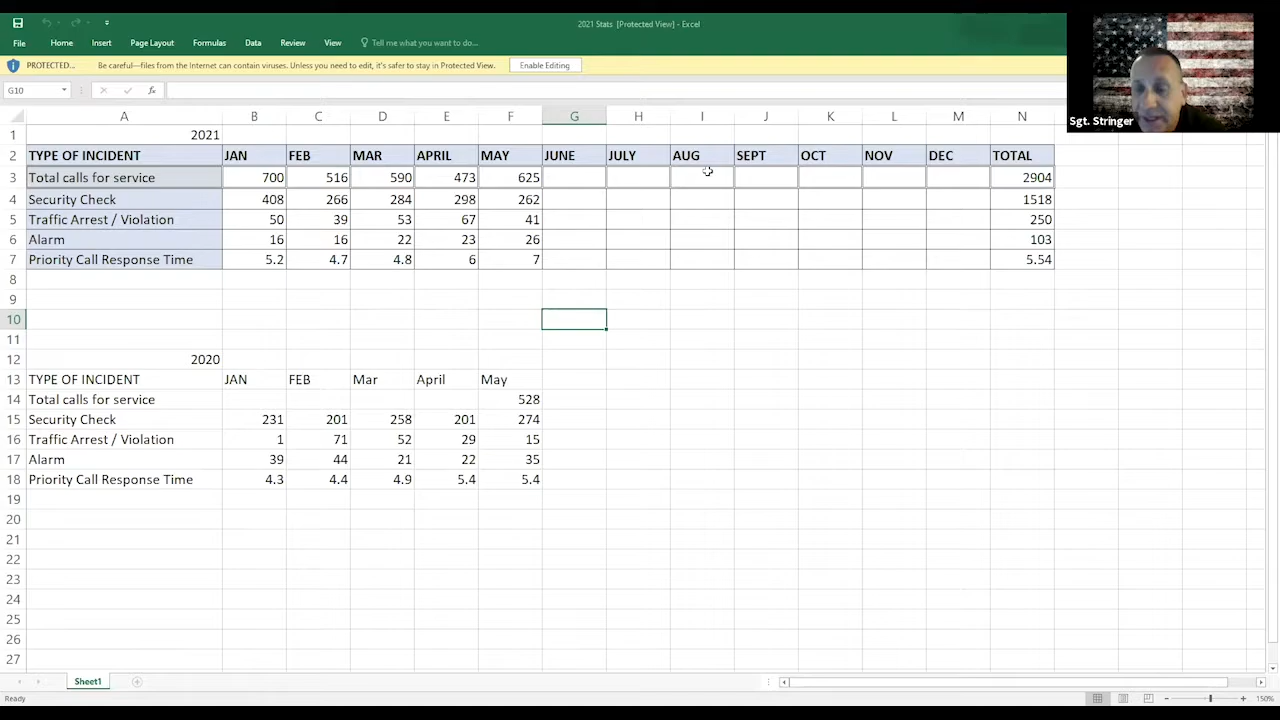 2021 Stats [Protected View] - Excel
File Home Insert Page Layout Formulas Data Review View Tell me what you want to do...
PROTECTED... Be careful—files from the Internet can contain viruses. Unless you need to edit, it's safer to stay in Protected View. Enable Editing
Sgt. Stringer
G10 fx
A B C D E F G H I J K L M N
1 2021
2 TYPE OF INCIDENT JAN FEB MAR APRIL MAY JUNE JULY AUG SEPT OCT NOV DEC TOTAL
3 Total calls for service 700 516 590 473 625 2904
4 Security Check 408 266 284 298 262 1518
5 Traffic Arrest / Violation 50 39 53 67 41 250
6 Alarm 16 16 22 23 26 103
7 Priority Call Response Time 5.2 4.7 4.8 6 7 5.54
8
9
10
11
12 2020
13 TYPE OF INCIDENT JAN FEB Mar April May
14 Total calls for service 528
15 Security Check 231 201 258 201 274
16 Traffic Arrest / Violation 1 71 52 29 15
17 Alarm 39 44 21 22 35
18 Priority Call Response Time 4.3 4.4 4.9 5.4 5.4
19
20
21
22
23
24
25
26
27
Sheet1
Ready 150%